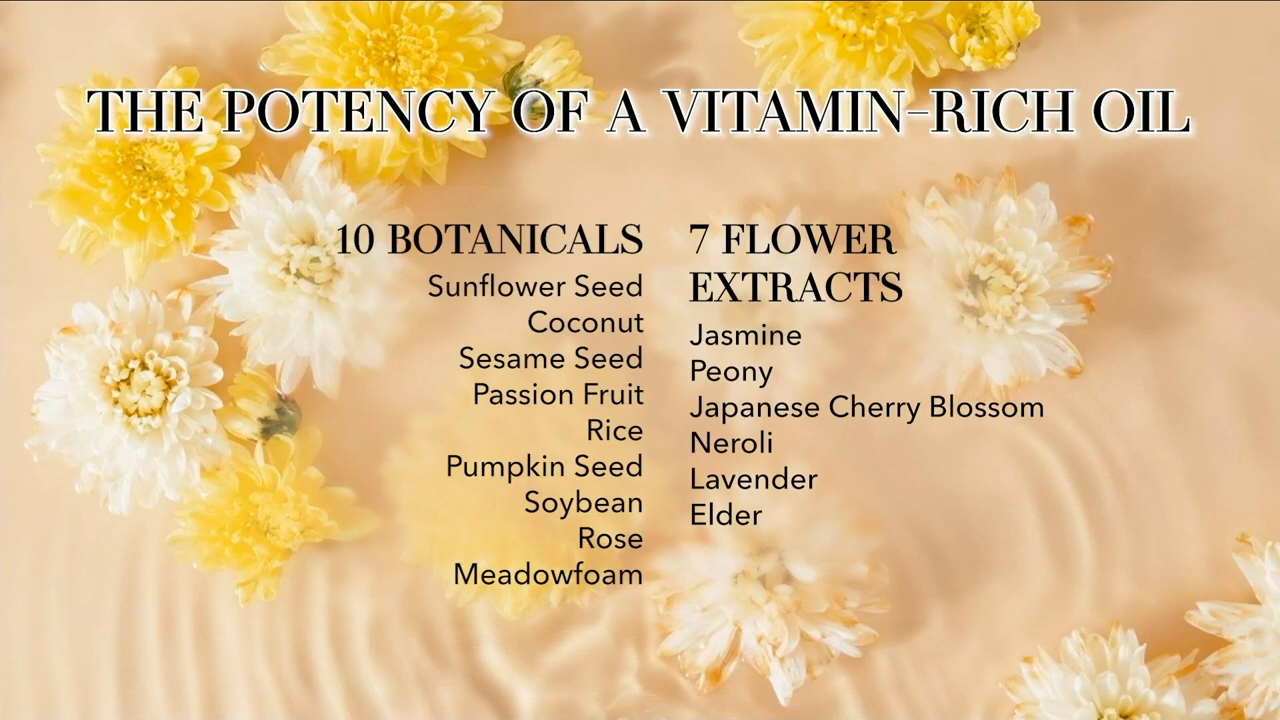 THE POTENCY OF A VITAMIN-RICH OIL
10 BOTANICALS
Sunflower Seed
Coconut
Sesame Seed
Passion Fruit
Rice
Pumpkin Seed
Soybean
Rose
Meadowfoam
7 FLOWER
EXTRACTS
Jasmine
Peony
Japanese Cherry Blossom
Neroli
Lavender
Elder